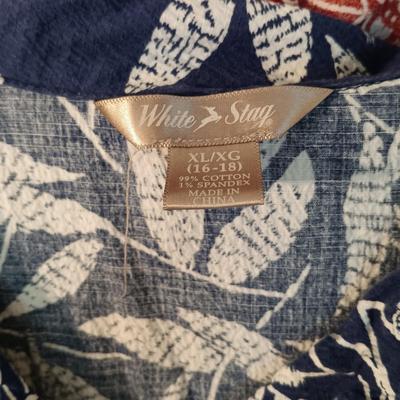 White Stag
XL/XG
(16-18)
99% COTTON
1% SPANDEX
MADE IN
CHINA